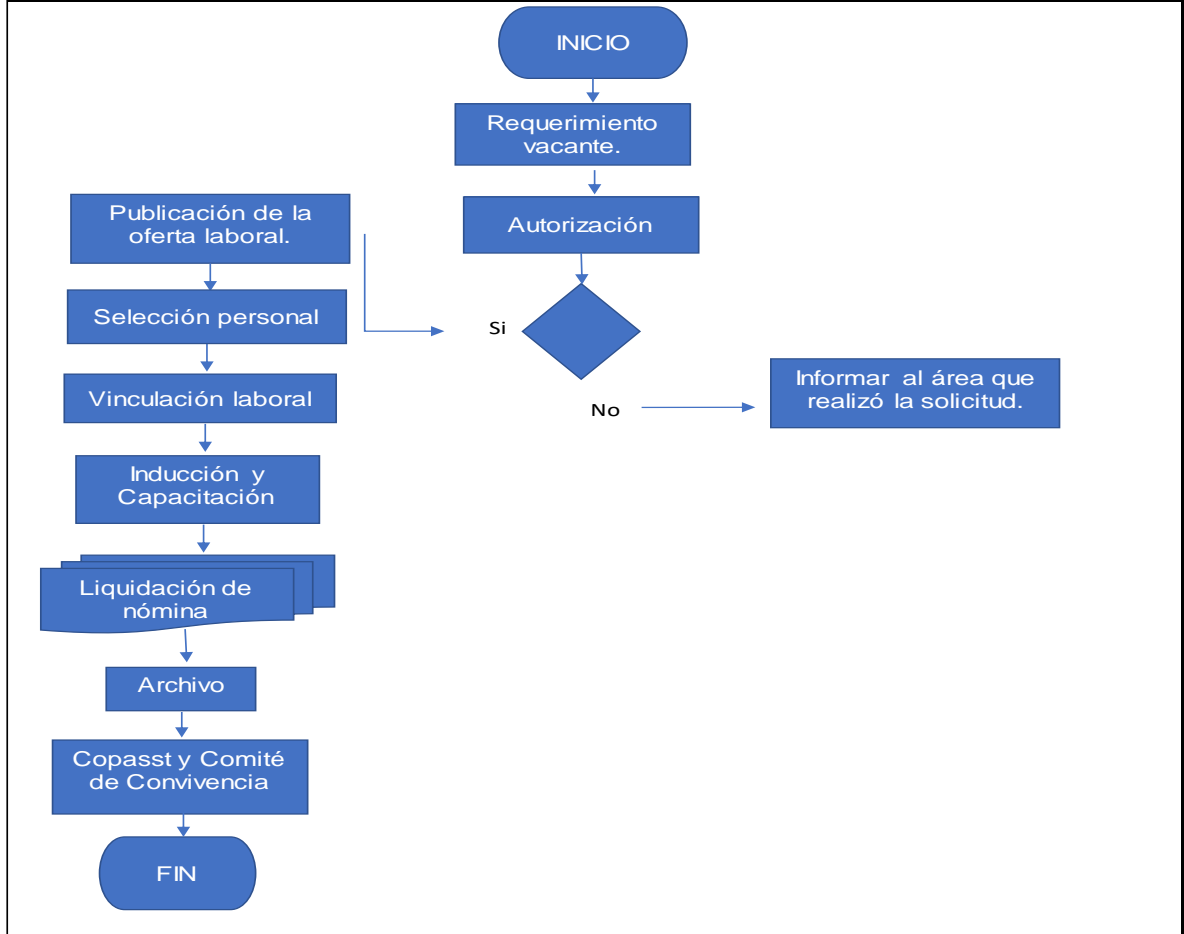 INICIO
Requerimiento
vacante.
Autorización
Si
No
Informar al área que
realizó la solicitud.
Publicación de la
oferta laboral.
Selección personal
Vinculación laboral
Inducción y
Capacitación
Liquidación de
nómina
Archivo
Copasst y Comité
de Convivencia
FIN